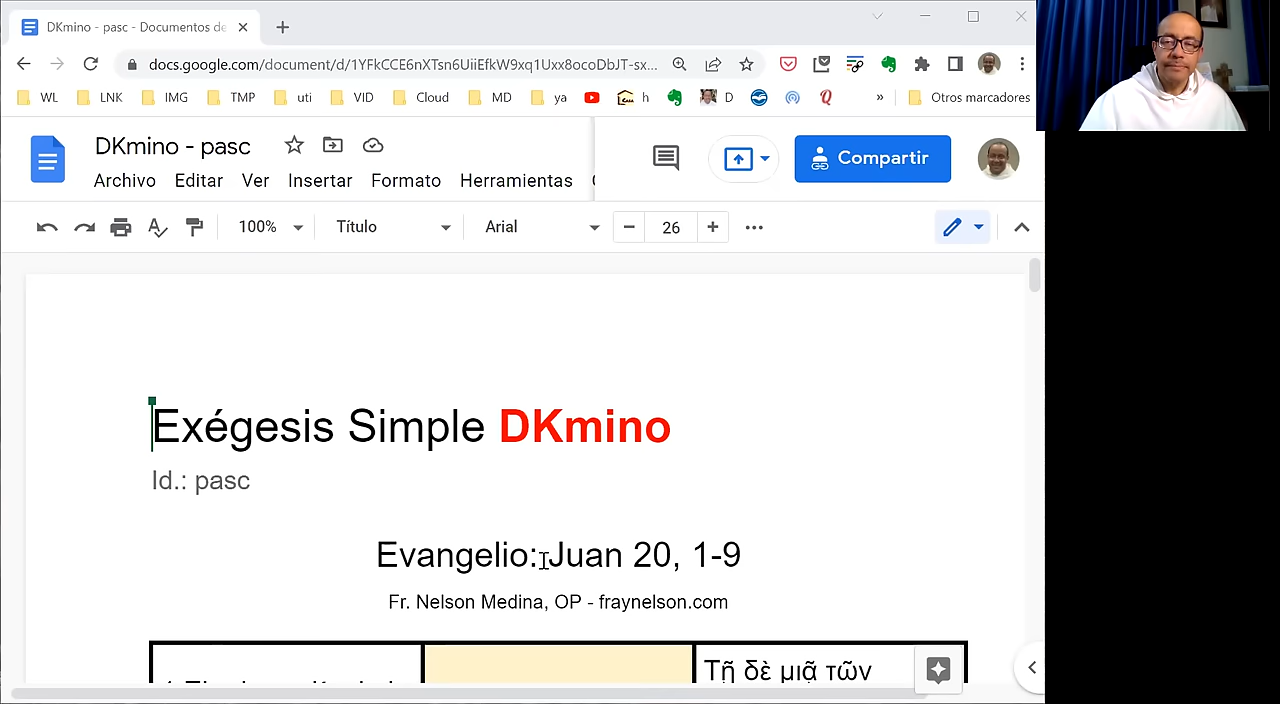 DKmino - pasc - Documentos de
docs.google.com/document/d/1YFkCCE6nXTsn6UiiEfkW9xq1Uxx8ocoDbJT-sx...
WL LNK IMG TMP uti VID Cloud MD ya h D » Otros marcadores
DKmino - pasc
Compartir
Archivo Editar Ver Insertar Formato Herramientas
100% Título Arial 26
Exégesis Simple DKmino
Id.: pasc
Evangelio: Juan 20, 1-9
Fr. Nelson Medina, OP - fraynelson.com
Τῇ δὲ μιᾷ τῶν